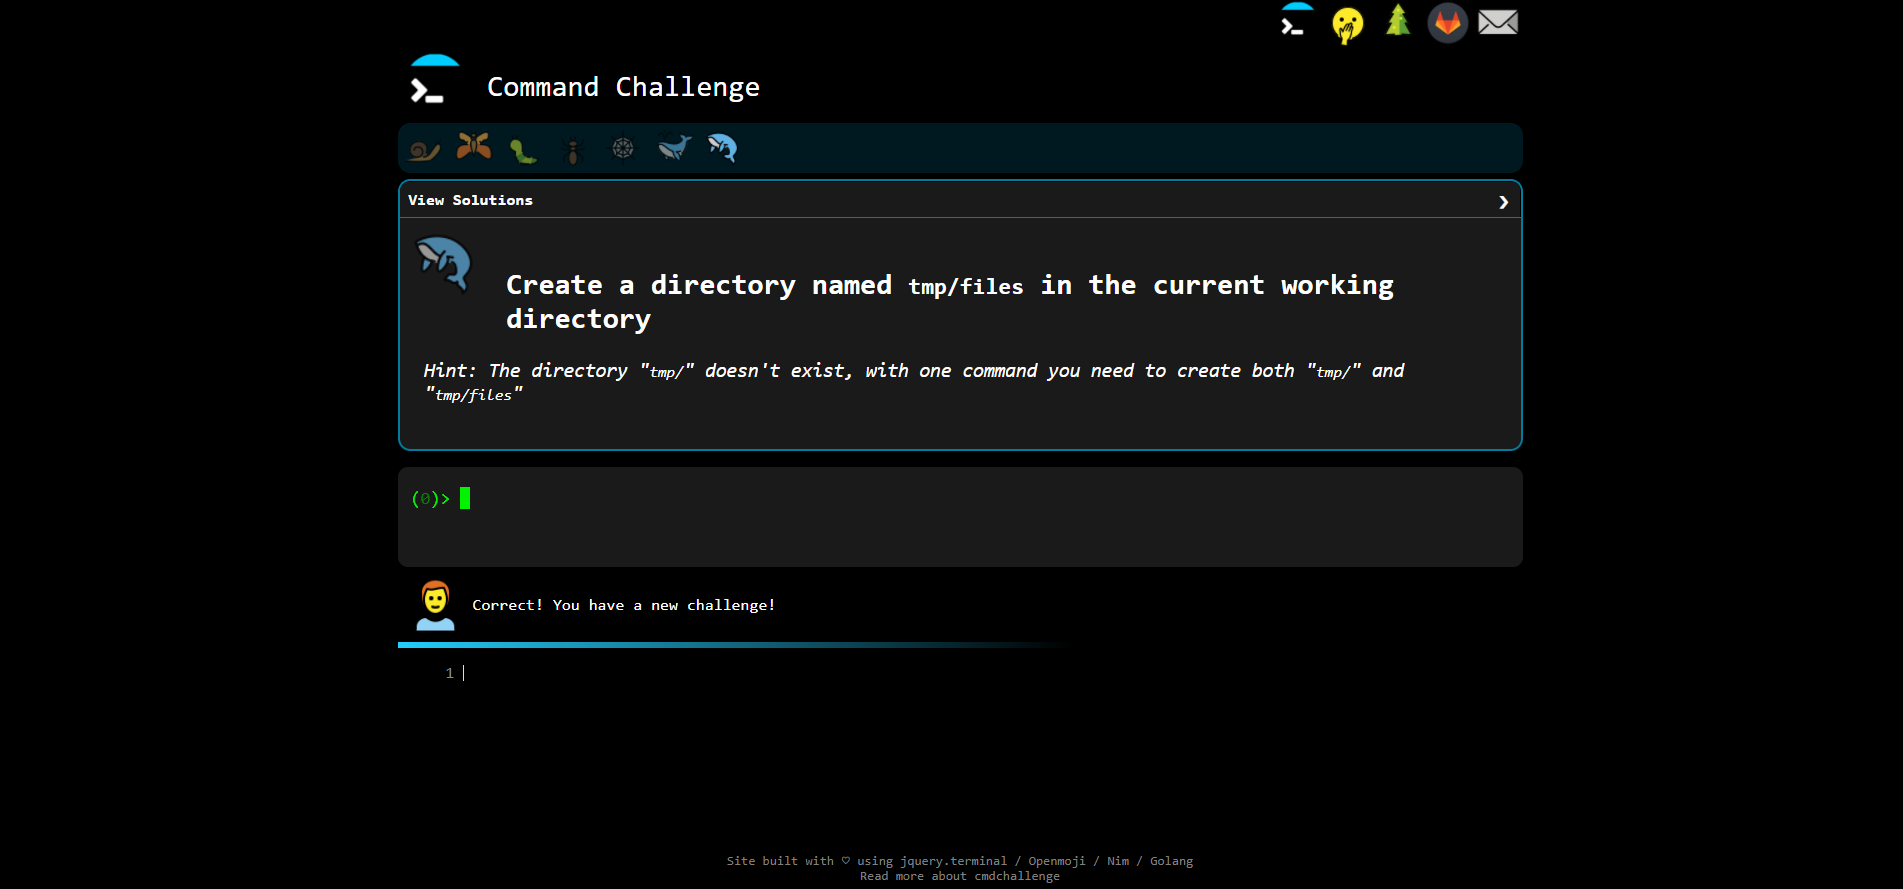 Command Challenge
View Solutions
Create a directory named tmp/files in the current working
directory
Hint: The directory "tmp/" doesn't exist, with one command you need to create both "tmp/" and
"tmp/files"
(0)>
Correct! You have a new challenge!
1
Site built with ♡ using jquery.terminal / Openmoji / Nim / Golang
Read more about cmdchallenge